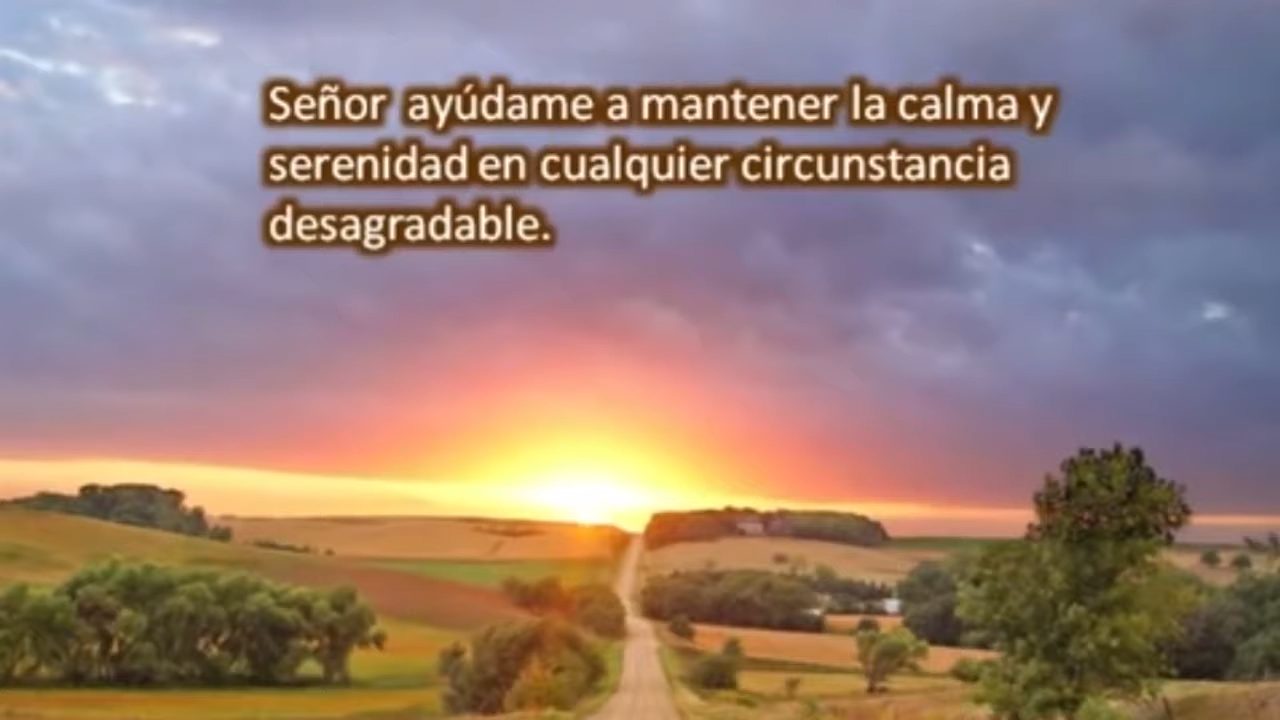 Señor ayúdame a mantener la calma y
serenidad en cualquier circunstancia
desagradable.